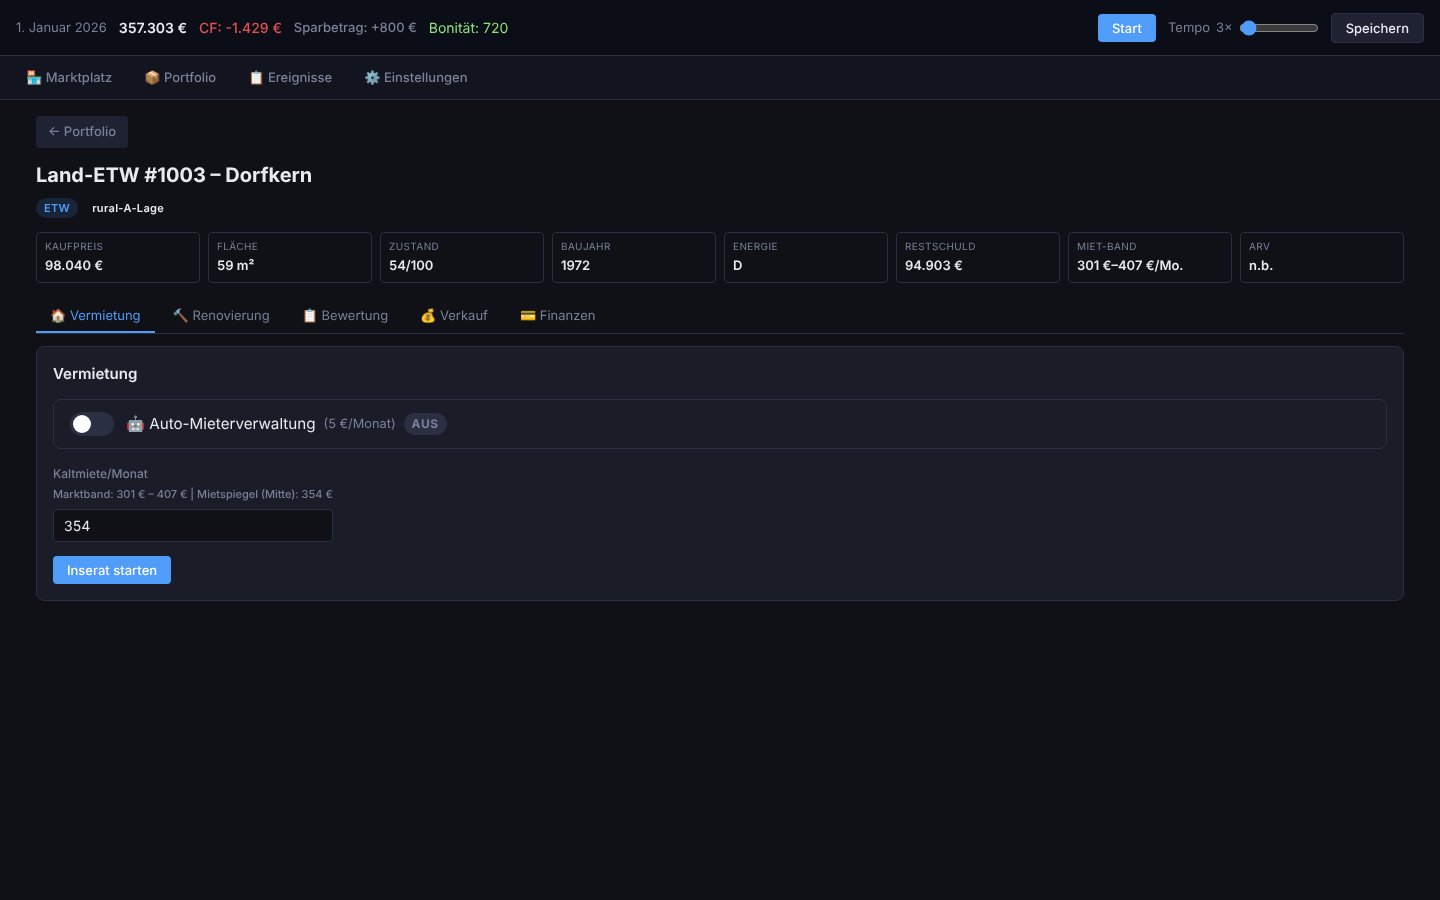 1. Januar 2026 357.303 € CF: -1.429 € Sparbetrag: +800 € Bonität: 720 Start Tempo 3× Speichern
🏪 Marktplatz 📦 Portfolio 📋 Ereignisse ⚙️ Einstellungen
← Portfolio
Land-ETW #1003 – Dorfkern
ETW rural-A-Lage
KAUFPREIS FLÄCHE ZUSTAND BAUJAHR ENERGIE RESTSCHULD MIET-BAND ARV
98.040 € 59 m² 54/100 1972 D 94.903 € 301 €–407 €/Mo. n.b.
🏠 Vermietung 🔨 Renovierung 📋 Bewertung 💰 Verkauf 💳 Finanzen
Vermietung
🤖 Auto-Mieterverwaltung (5 €/Monat) AUS
Kaltmiete/Monat
Marktband: 301 € – 407 € | Mietspiegel (Mitte): 354 €
354
Inserat starten